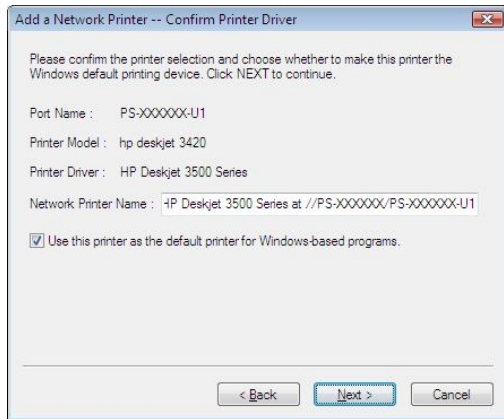 Add a Network Printer -- Confirm Printer Driver
Please confirm the printer selection and choose whether to make this printer the
Windows default printing device. Click NEXT to continue.
Port Name : PS-XXXXXX-U1
Printer Model : hp deskjet 3420
Printer Driver : HP Deskjet 3500 Series
Network Printer Name : HP Deskjet 3500 Series at //PS-XXXXXX/PS-XXXXXX-U1
Use this printer as the default printer for Windows-based programs.
< Back Next > Cancel